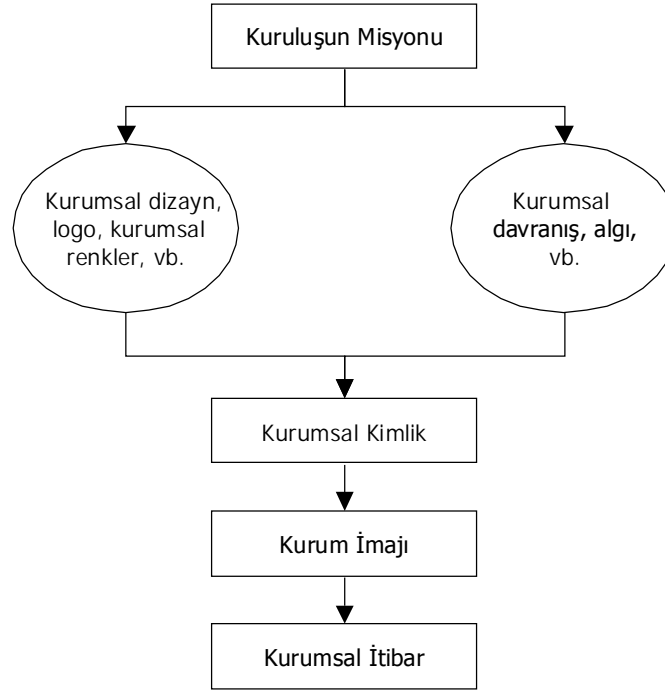 Kuruluşun Misyonu
Kurumsal dizayn,
logo, kurumsal
renkler, vb.
Kurumsal
davranış, algı,
vb.
Kurumsal Kimlik
Kurum İmajı
Kurumsal İtibar